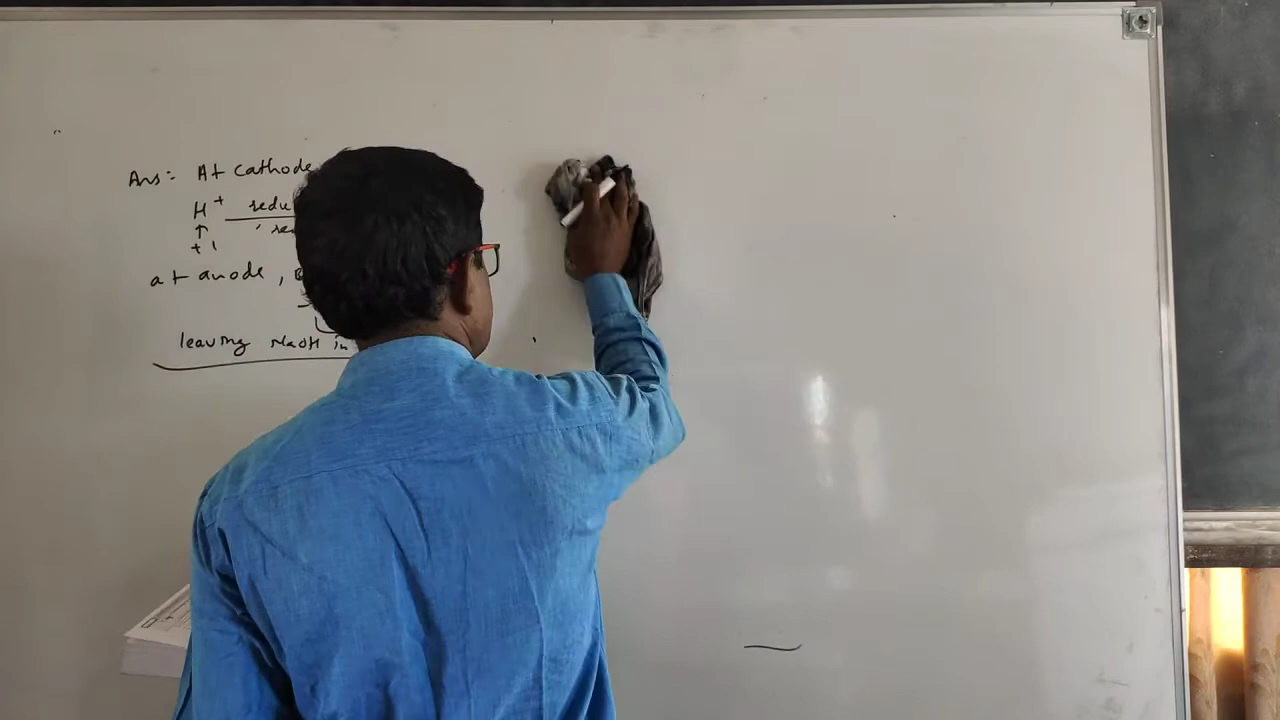 Ans:- At cathode
H+ redu
↑
+1
at anode,
leaving NaOH in